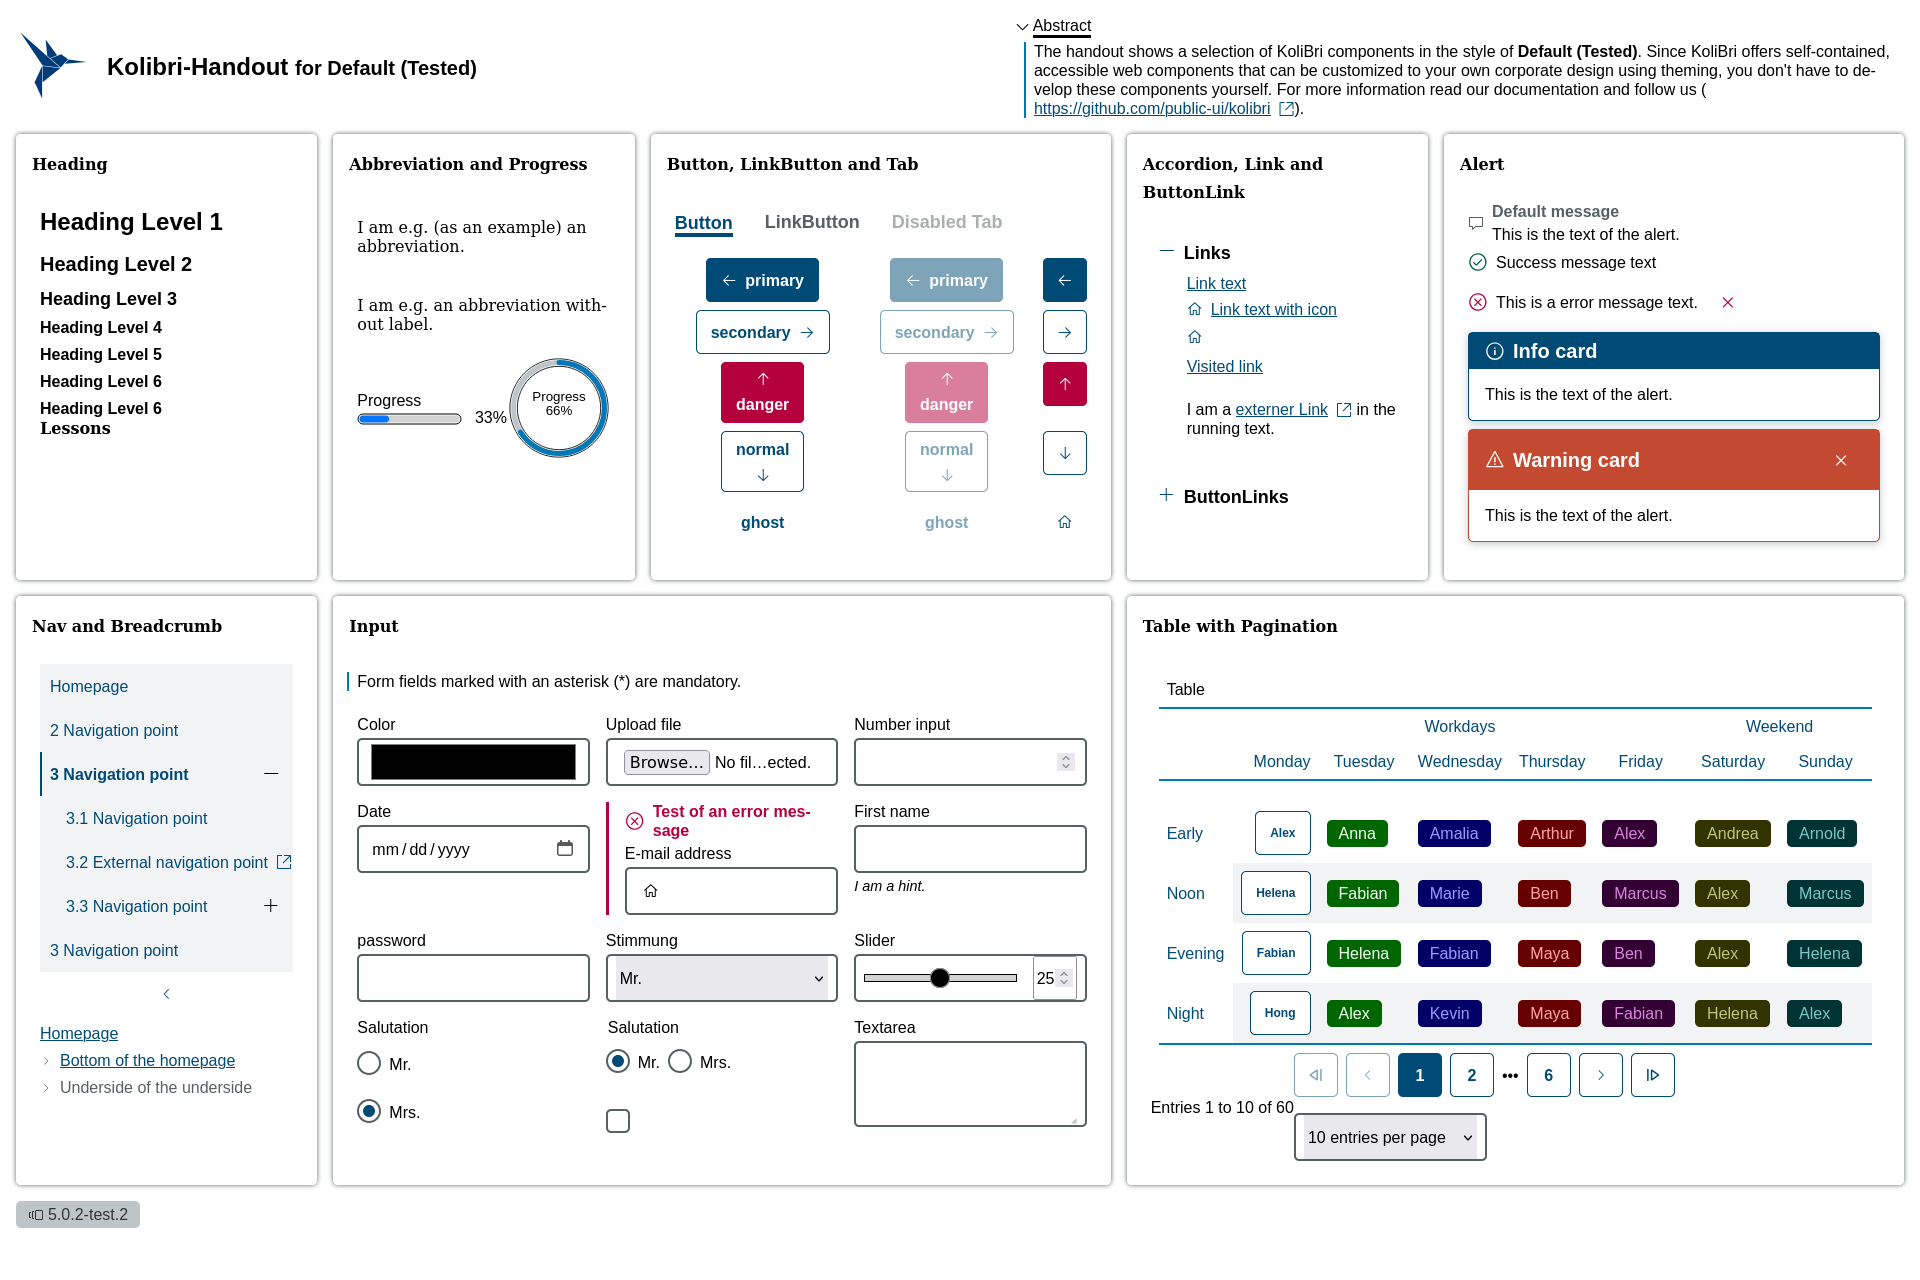 Kolibri-Handout for Default (Tested)
Abstract
The handout shows a selection of KoliBri components in the style of Default (Tested). Since KoliBri offers self-contained,
accessible web components that can be customized to your own corporate design using theming, you don't have to de-
velop these components yourself. For more information read our documentation and follow us (
https://github.com/public-ui/kolibri ).
Heading
Heading Level 1
Heading Level 2
Heading Level 3
Heading Level 4
Heading Level 5
Heading Level 6
Heading Level 6
Lessons
Abbreviation and Progress
I am e.g. (as an example) an
abbreviation.
I am e.g. an abbreviation with-
out label.
Progress
33%
Progress
66%
Button, LinkButton and Tab
Button LinkButton Disabled Tab
primary primary
secondary secondary
danger danger
normal normal
ghost ghost
Accordion, Link and
ButtonLink
Links
Link text
Link text with icon
Visited link
I am a externer Link in the
running text.
ButtonLinks
Alert
Default message
This is the text of the alert.
Success message text
This is a error message text.
Info card
This is the text of the alert.
Warning card
This is the text of the alert.
Nav and Breadcrumb
Homepage
2 Navigation point
3 Navigation point
3.1 Navigation point
3.2 External navigation point
3.3 Navigation point
3 Navigation point
Homepage
Bottom of the homepage
Underside of the underside
Input
Form fields marked with an asterisk (*) are mandatory.
Color
Upload file
Browse... No fil...ected.
Number input
Date
mm/dd/yyyy
Test of an error mes-
sage
E-mail address
First name
I am a hint.
password
Stimmung
Mr.
Slider
25
Salutation
Mr.
Mrs.
Salutation
Mr. Mrs.
Textarea
Table with Pagination
Table
Workdays Weekend
Monday Tuesday Wednesday Thursday Friday Saturday Sunday
Early Alex Anna Amalia Arthur Alex Andrea Arnold
Noon Helena Fabian Marie Ben Marcus Alex Marcus
Evening Fabian Helena Fabian Maya Ben Alex Helena
Night Hong Alex Kevin Maya Fabian Helena Alex
1 2 ••• 6
Entries 1 to 10 of 60
10 entries per page
5.0.2-test.2